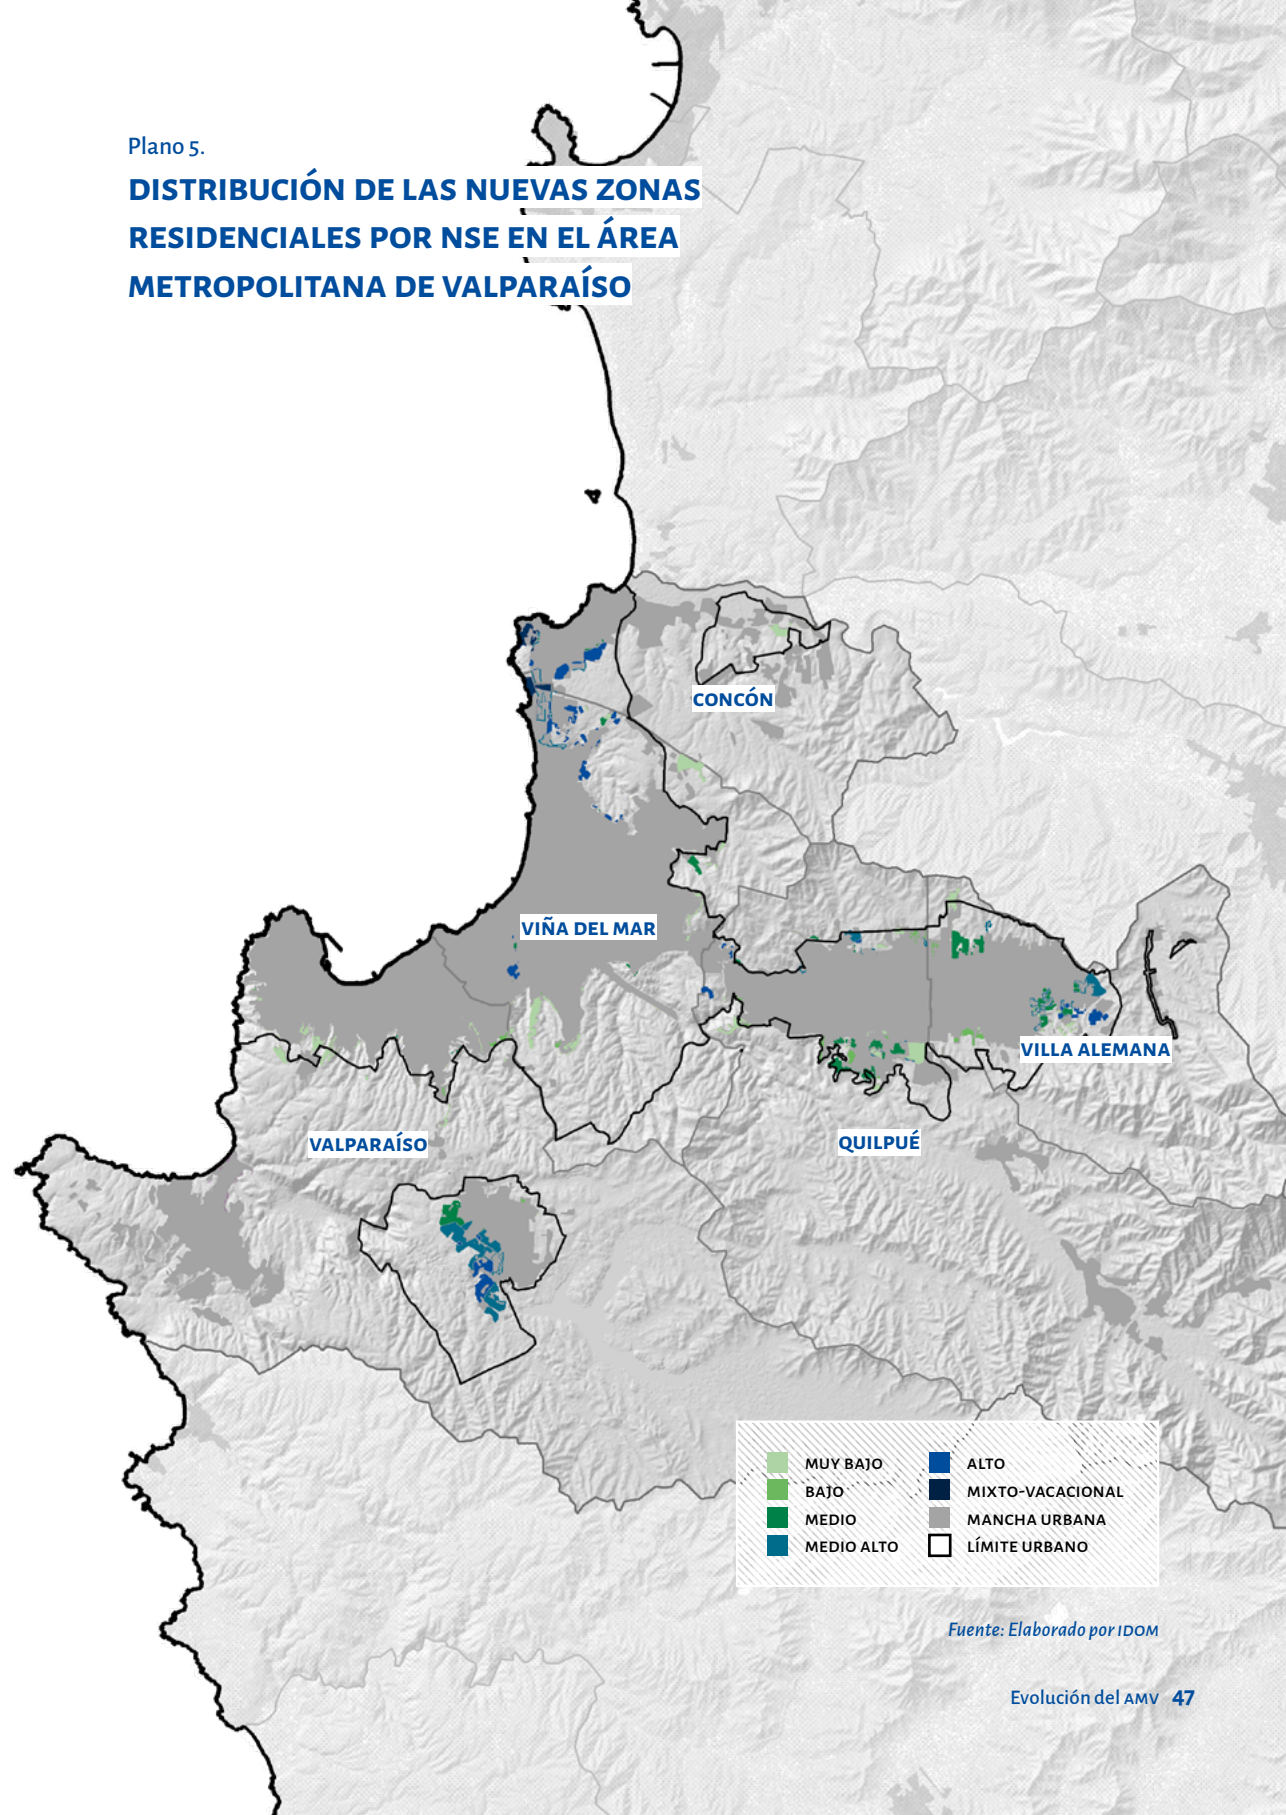 Plano 5.
DISTRIBUCIÓN DE LAS NUEVAS ZONAS
RESIDENCIALES POR NSE EN EL ÁREA
METROPOLITANA DE VALPARAÍSO
CONCÓN
VIÑA DEL MAR
VILLA ALEMANA
VALPARAÍSO
QUILPUÉ
MUY BAJO
BAJO
MEDIO
MEDIO ALTO
ALTO
MIXTO-VACACIONAL
MANCHA URBANA
LÍMITE URBANO
Fuente: Elaborado por IDOM
Evolución del AMV 47